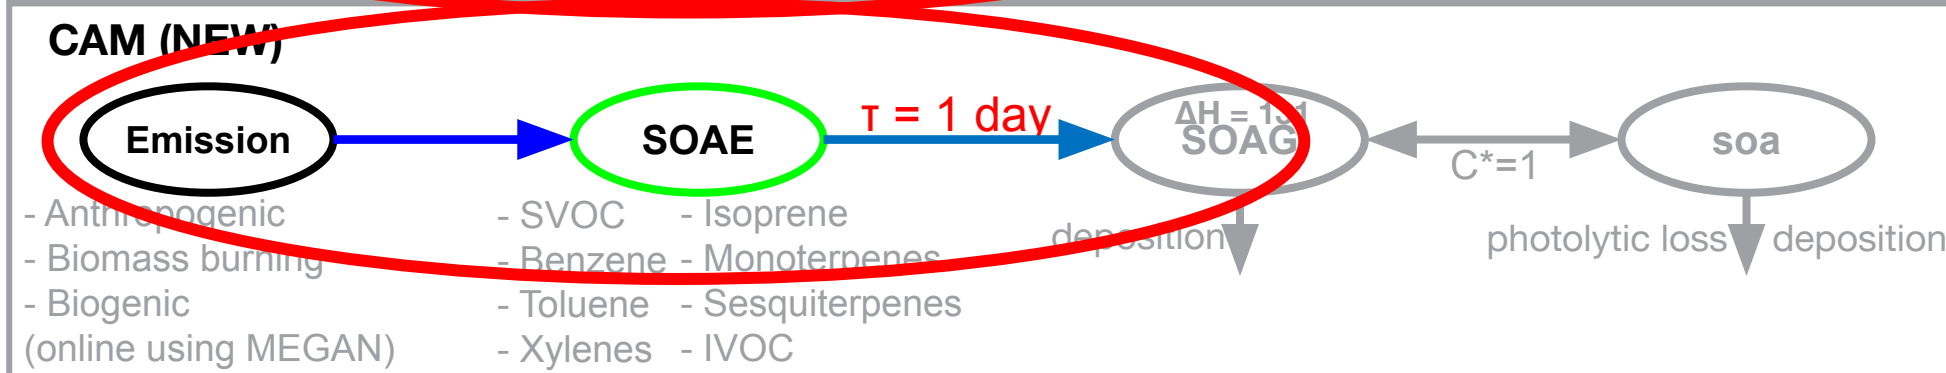 CAM (NEW)
Emission
SOAE
τ = 1 day
ΔH = 131
SOAG
C*=1
soa
- Anthropogenic
- Biomass burning
- Biogenic
(online using MEGAN)
- SVOC
- Benzene
- Toluene
- Xylenes
- Isoprene
- Monoterpenes
- Sesquiterpenes
- IVOC
deposition
photolytic loss
deposition